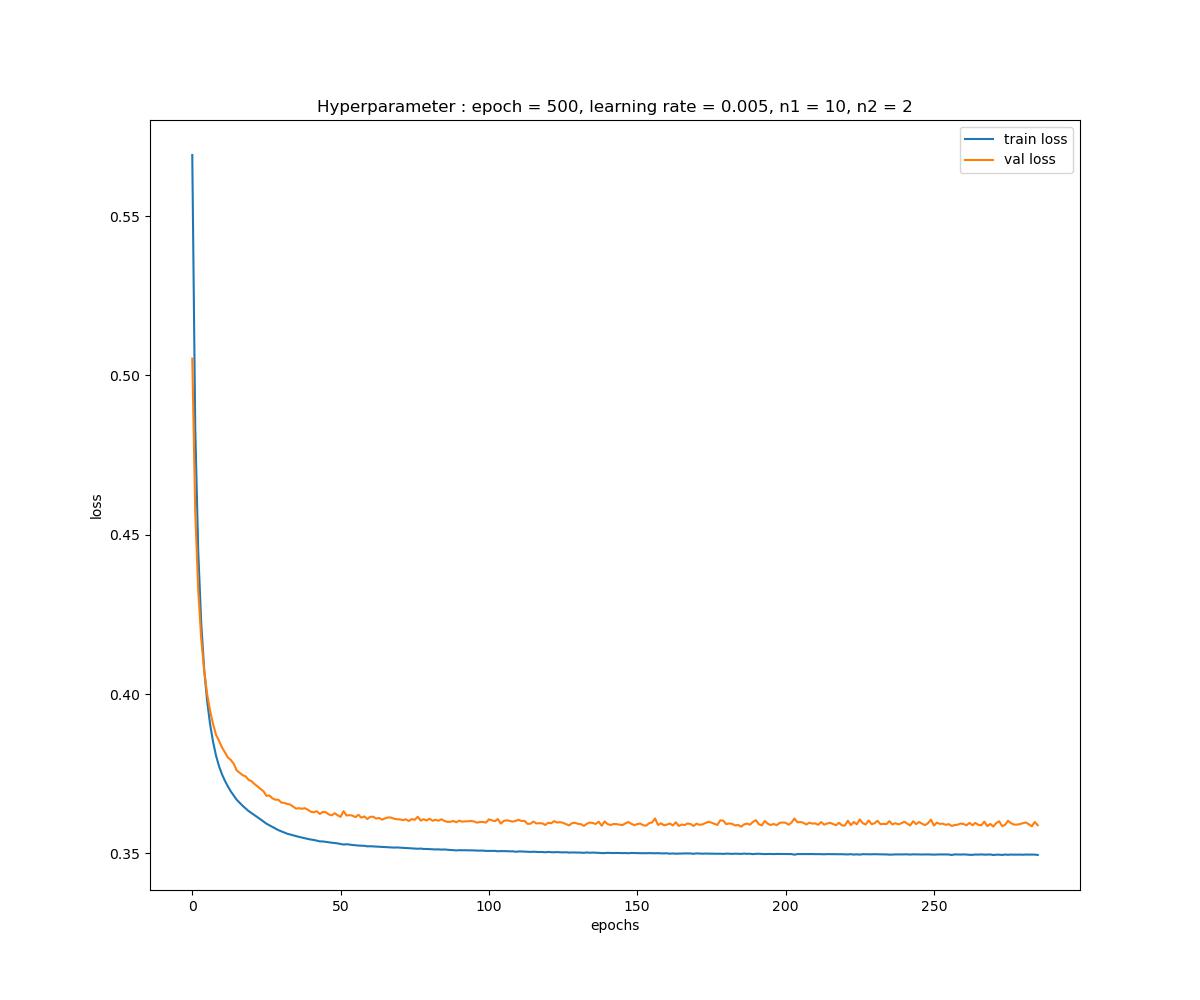 Hyperparameter : epoch = 500, learning rate = 0.005, n1 = 10, n2 = 2
train loss
val loss
0.55
0.50
0.45
0.40
0.35
loss
0
50
100
150
200
250
epochs